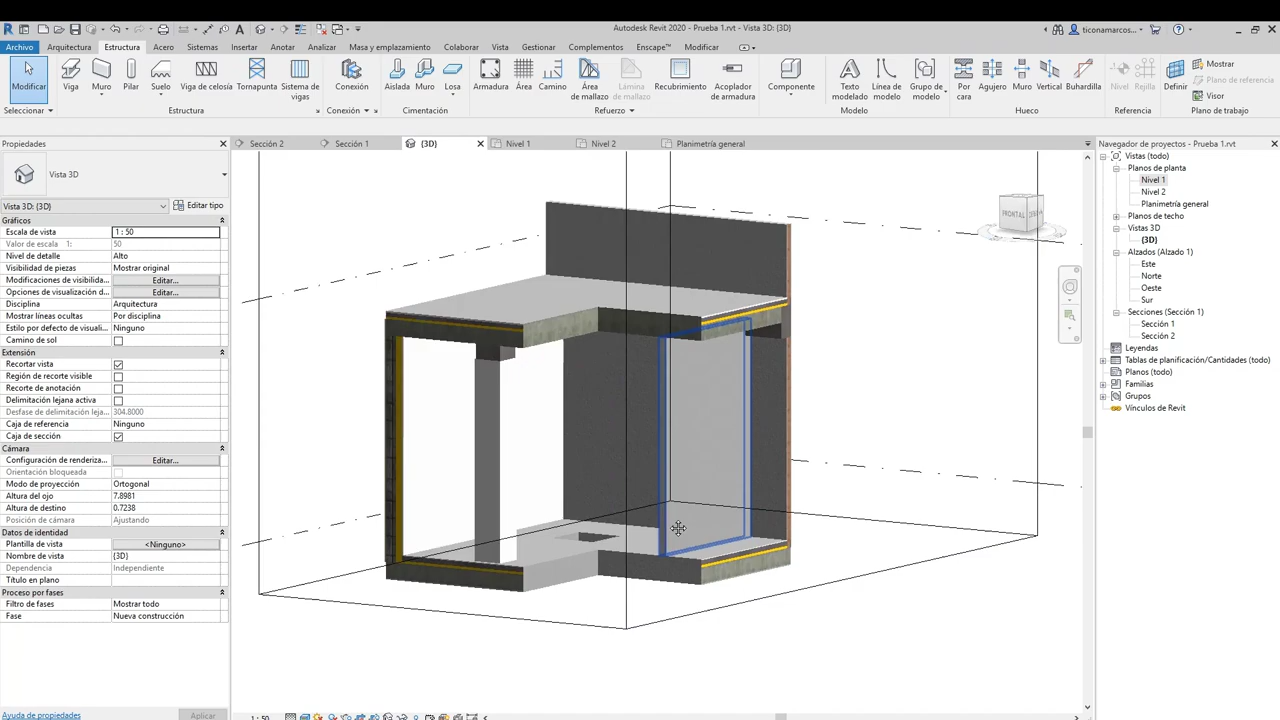 Autodesk Revit 2020 - Prueba 1.rvt - Vista 3D: {3D}
ticonamarcos...
Archivo Arquitectura Estructura Acero Sistemas Insertar Anotar Analizar Masa y emplazamiento Colaborar Vista Gestionar Complementos Enscape™ Modificar
Modificar Viga Muro Pilar Suelo Viga de celosía Tornapunta Sistema de vigas Conexión Aislada Muro Losa Armadura Área Camino Área de mallazo Lámina de mallazo Recubrimiento Acoplador de armadura Componente Texto modelado Línea de modelo Grupo de modelo Por cara Agujero Muro Vertical Buhardilla Nivel Rejilla Definir Mostrar
Plano de referencia
Visor
Seleccionar Estructura Conexión Cimentación Refuerzo Modelo Hueco Referencia Plano de trabajo
Propiedades
Sección 2 Sección 1 {3D} Nivel 1 Nivel 2 Planimetría general
Navegador de proyectos - Prueba 1.rvt
Vista 3D
Vista 3D: {3D} Editar tipo
Gráficos
Escala de vista 1 : 50
Valor de escala 1: 50
Nivel de detalle Alto
Visibilidad de piezas Mostrar original
Modificaciones de visibilida... Editar...
Opciones de visualización d... Editar...
Disciplina Arquitectura
Mostrar líneas ocultas Por disciplina
Estilo por defecto de visuali... Ninguno
Camino de sol
Extensión
Recortar vista
Región de recorte visible
Recorte de anotación
Delimitación lejana activa
Desfase de delimitación leja... 304.8000
Caja de referencia Ninguno
Caja de sección
Cámara
Configuración de renderiza... Editar...
Orientación bloqueada
Modo de proyección Ortogonal
Altura del ojo 7.8981
Altura de destino 0.7238
Posición de cámara Ajustando
Datos de identidad
Plantilla de vista <Ninguno>
Nombre de vista {3D}
Dependencia Independiente
Título en plano
Proceso por fases
Filtro de fases Mostrar todo
Fase Nueva construcción
Ayuda de propiedades Aplicar
FRONTAL
1 : 50
Vistas (todo)
Planos de planta
Nivel 1
Nivel 2
Planimetría general
Planos de techo
Vistas 3D
{3D}
Alzados (Alzado 1)
Este
Norte
Oeste
Sur
Secciones (Sección 1)
Sección 1
Sección 2
Leyendas
Tablas de planificación/Cantidades (todo)
Planos (todo)
Familias
Grupos
Vínculos de Revit